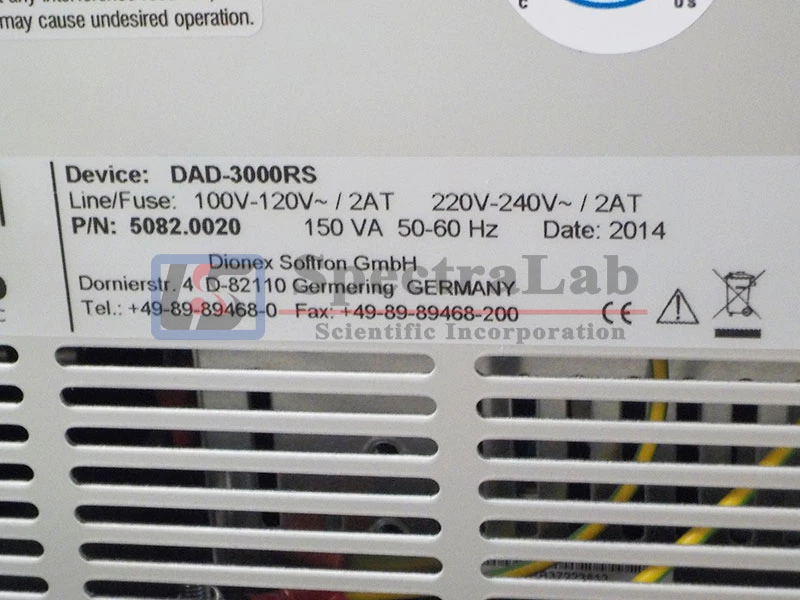 may cause undesired operation.
C US
Device: DAD-3000RS
Line/Fuse: 100V-120V~ / 2AT 220V-240V~ / 2AT
P/N: 5082.0020 150 VA 50-60 Hz Date: 2014
Dionex Softron GmbH
Dornierstr. 4 D-82110 Germering GERMANY
Tel.: +49-89-89468-0 Fax: +49-89-89468-200
CE
SpectraLab
Scientific Incorporation